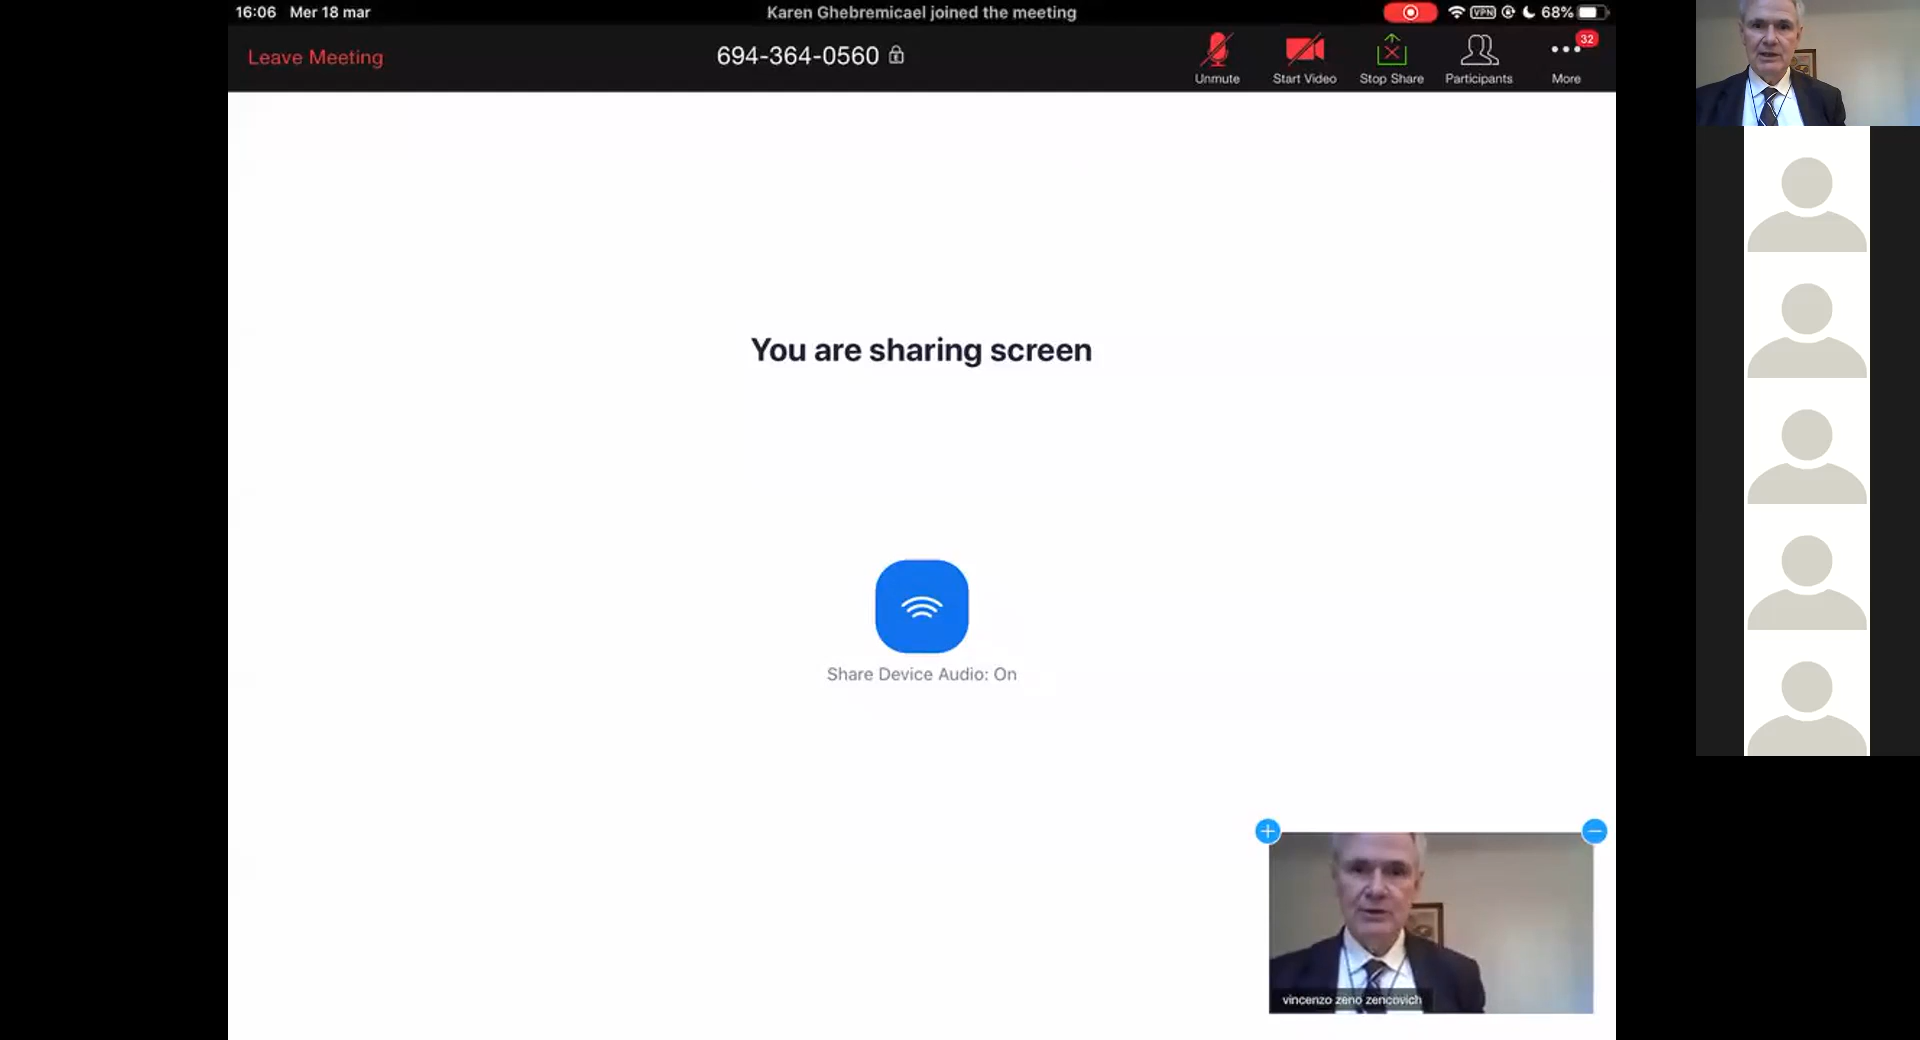 16:06 Mer 18 mar
Karen Ghebremicael joined the meeting
VPN
68%
Leave Meeting
694-364-0560
Unmute
Start Video
Stop Share
Participants
32
More
You are sharing screen
Share Device Audio: On
vincenzo zeno zencovich